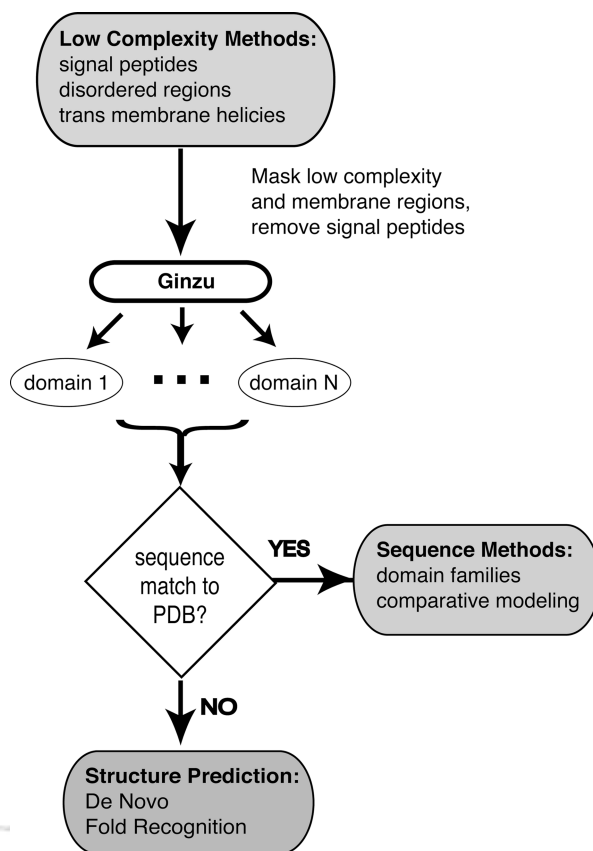 Low Complexity Methods:
signal peptides
disordered regions
trans membrane helicies
Mask low complexity
and membrane regions,
remove signal peptides
Ginzu
domain 1
domain N
sequence
match to
PDB?
YES
Sequence Methods:
domain families
comparative modeling
NO
Structure Prediction:
De Novo
Fold Recognition